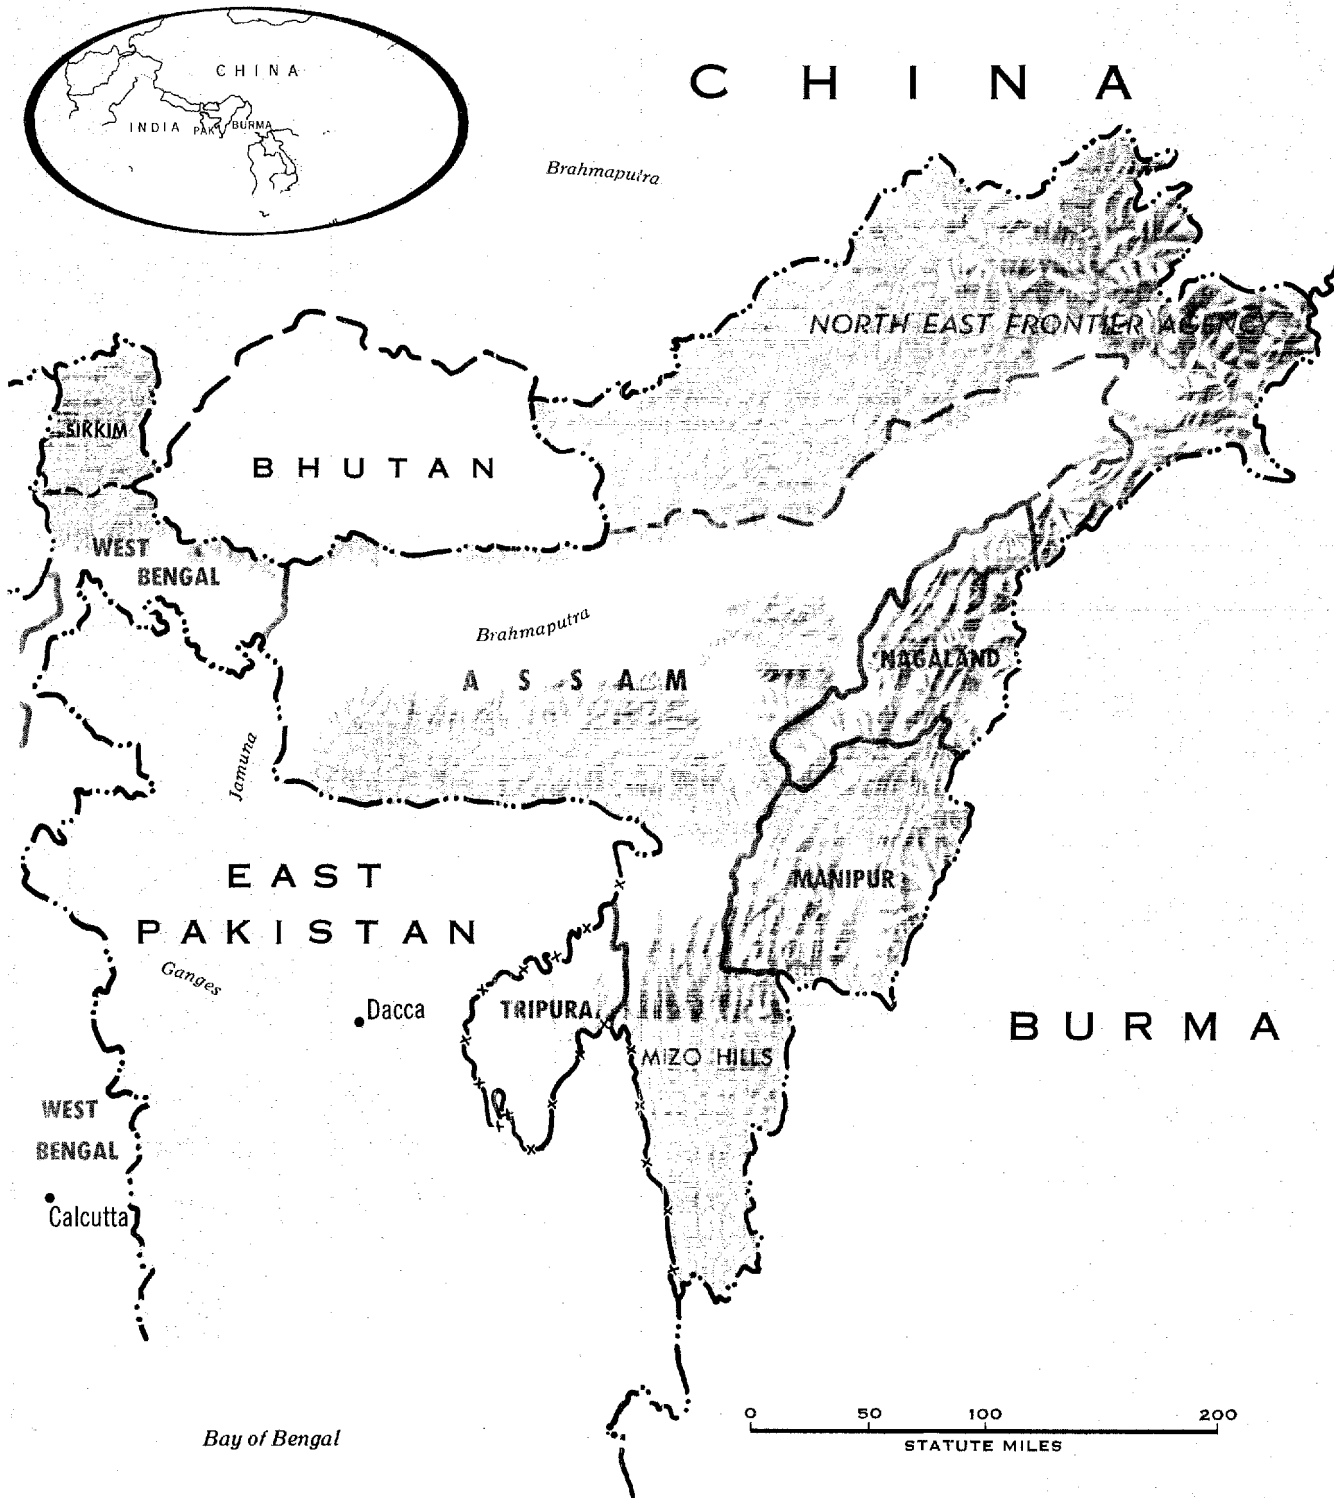 CHINA
INDIA PAK BURMA
CHINA
Brahmaputra
NORTH EAST FRONTIER AGENCY
SIKKIM
BHUTAN
WEST
BENGAL
Brahmaputra
ASSAM
NAGALAND
Jamuna
EAST
PAKISTAN
MANIPUR
Ganges
Dacca
TRIPURA
BURMA
MIZO HILLS
WEST
BENGAL
Calcutta
0 50 100 200
STATUTE MILES
Bay of Bengal